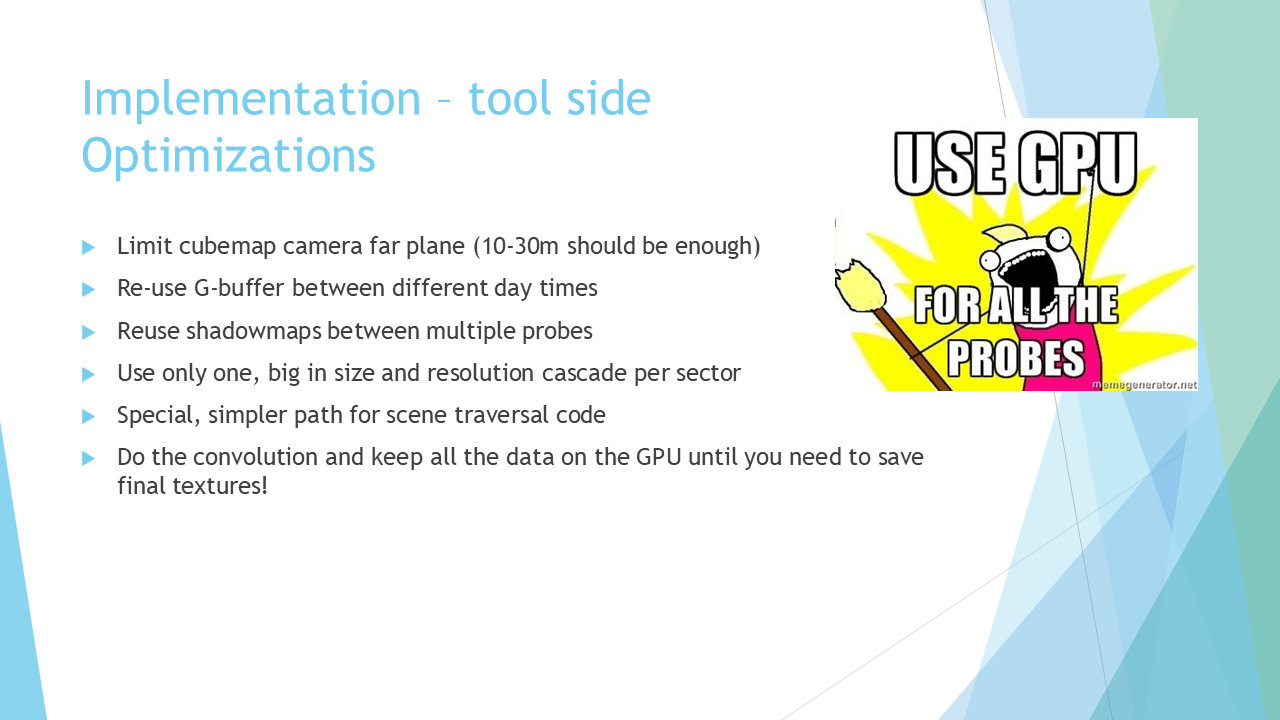 Implementation – tool side
Optimizations
Limit cubemap camera far plane (10-30m should be enough)
Re-use G-buffer between different day times
Reuse shadowmaps between multiple probes
Use only one, big in size and resolution cascade per sector
Special, simpler path for scene traversal code
Do the convolution and keep all the data on the GPU until you need to save
final textures!
USE GPU
FOR ALL THE
PROBES
memegenerator.net